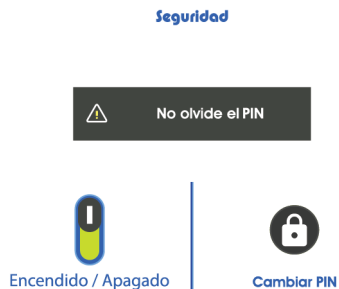 Seguridad
No olvide el PIN
Encendido / Apagado
Cambiar PIN